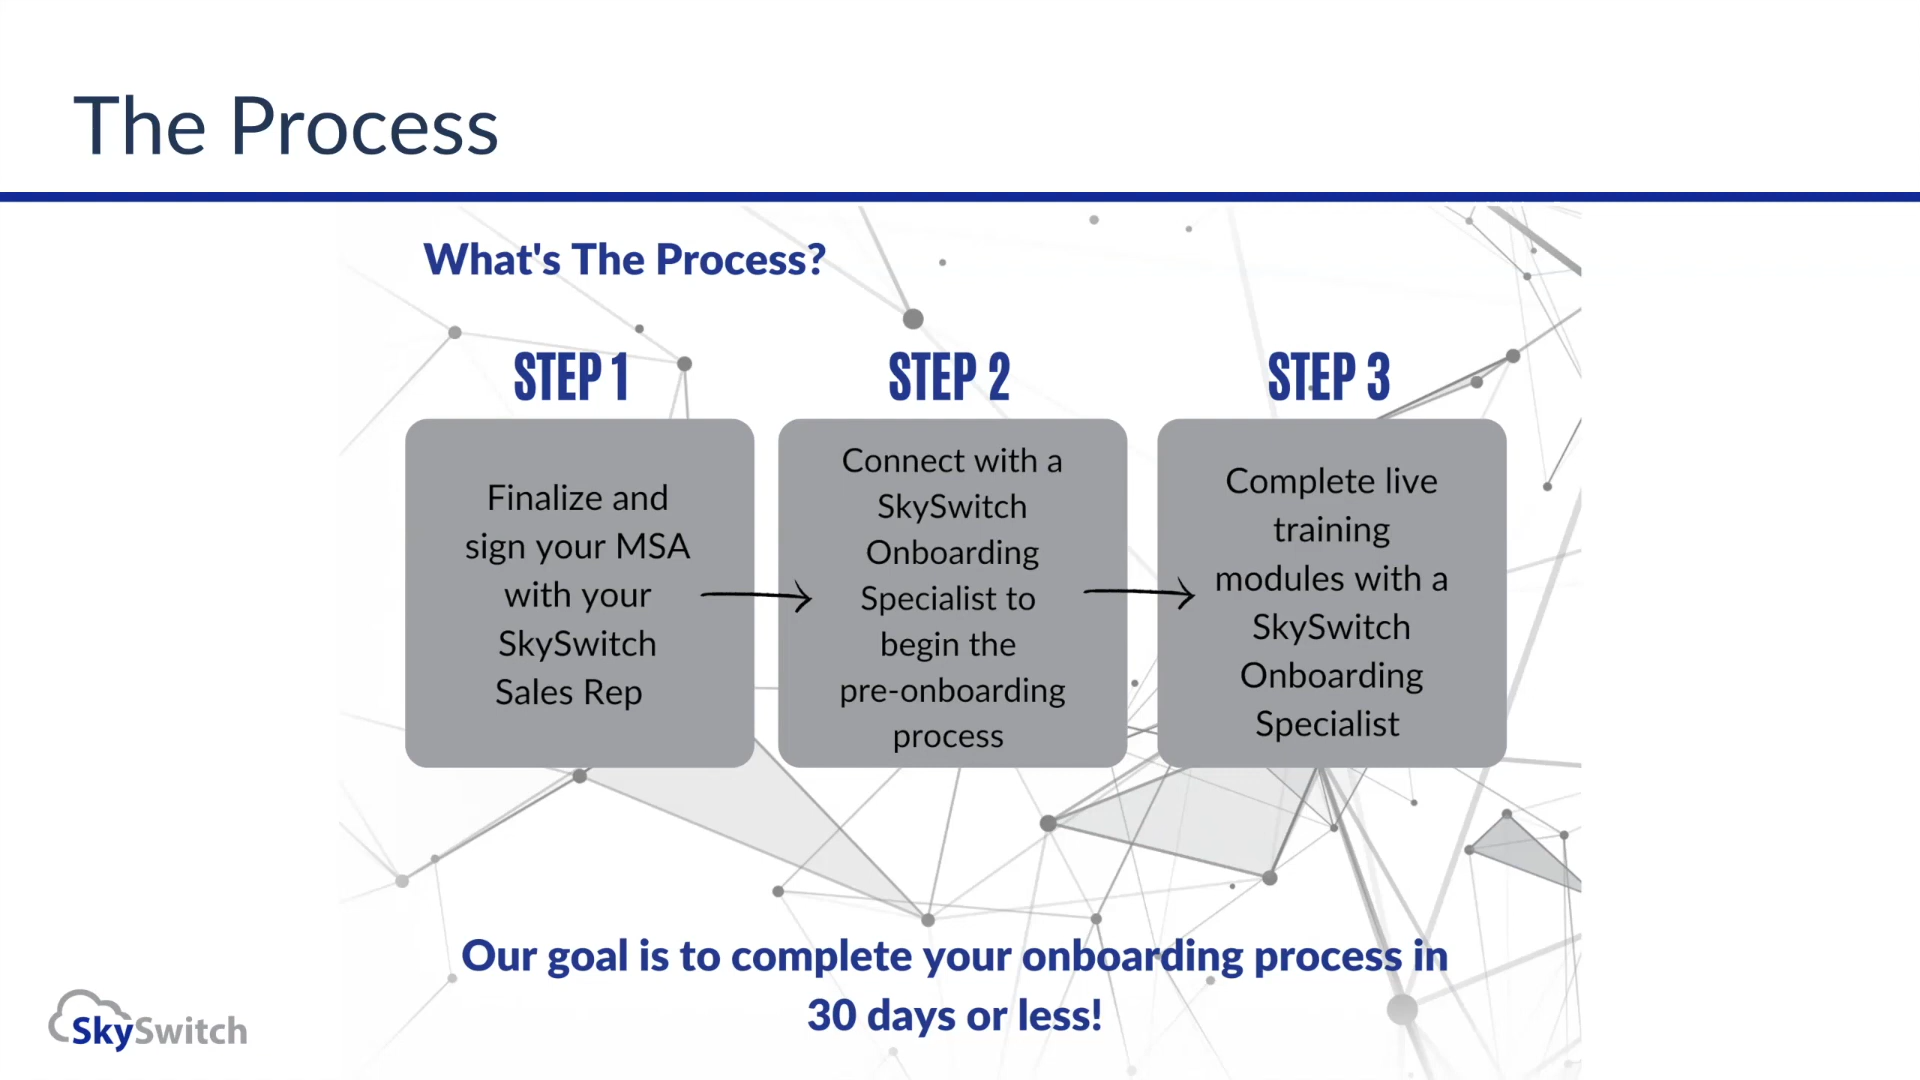 The Process
What's The Process?
STEP 1
Finalize and
sign your MSA
with your
SkySwitch
Sales Rep
STEP 2
Connect with a
SkySwitch
Onboarding
Specialist to
begin the
pre-onboarding
process
STEP 3
Complete live
training
modules with a
SkySwitch
Onboarding
Specialist
Our goal is to complete your onboarding process in
30 days or less!
SkySwitch